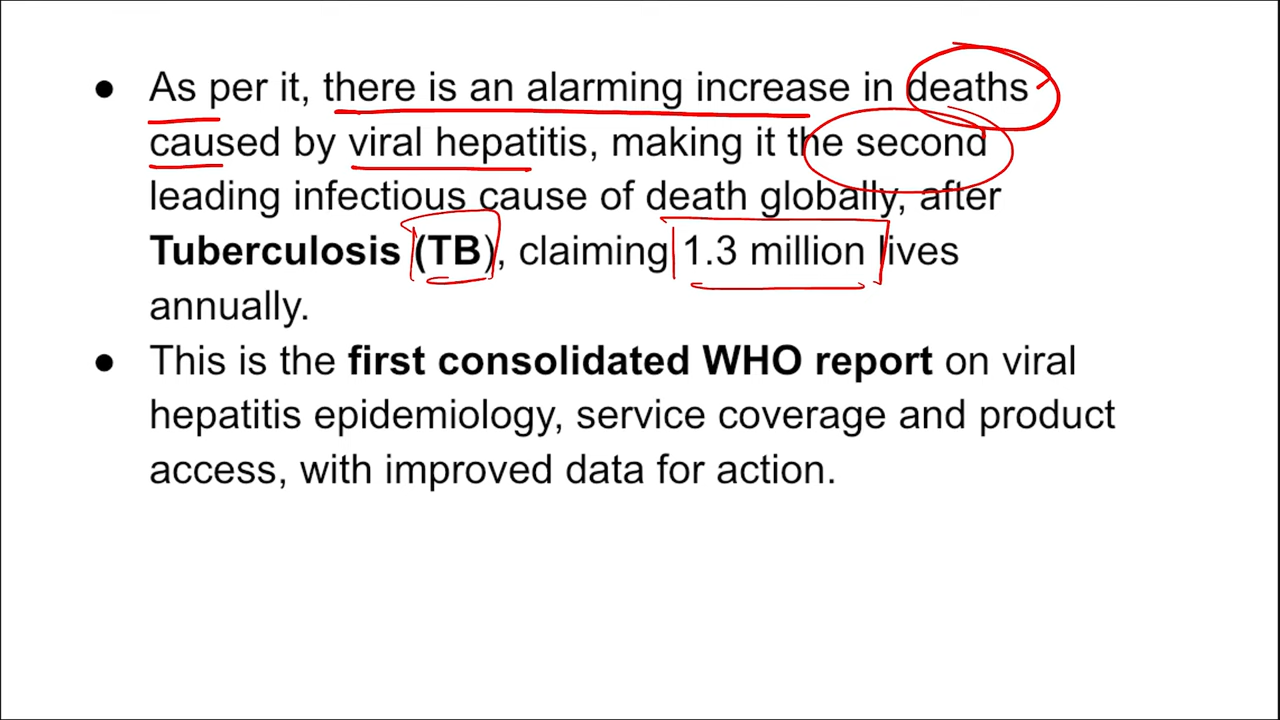 ● As per it, there is an alarming increase in deaths
caused by viral hepatitis, making it the second
leading infectious cause of death globally, after
Tuberculosis (TB), claiming 1.3 million lives
annually.
● This is the first consolidated WHO report on viral
hepatitis epidemiology, service coverage and product
access, with improved data for action.